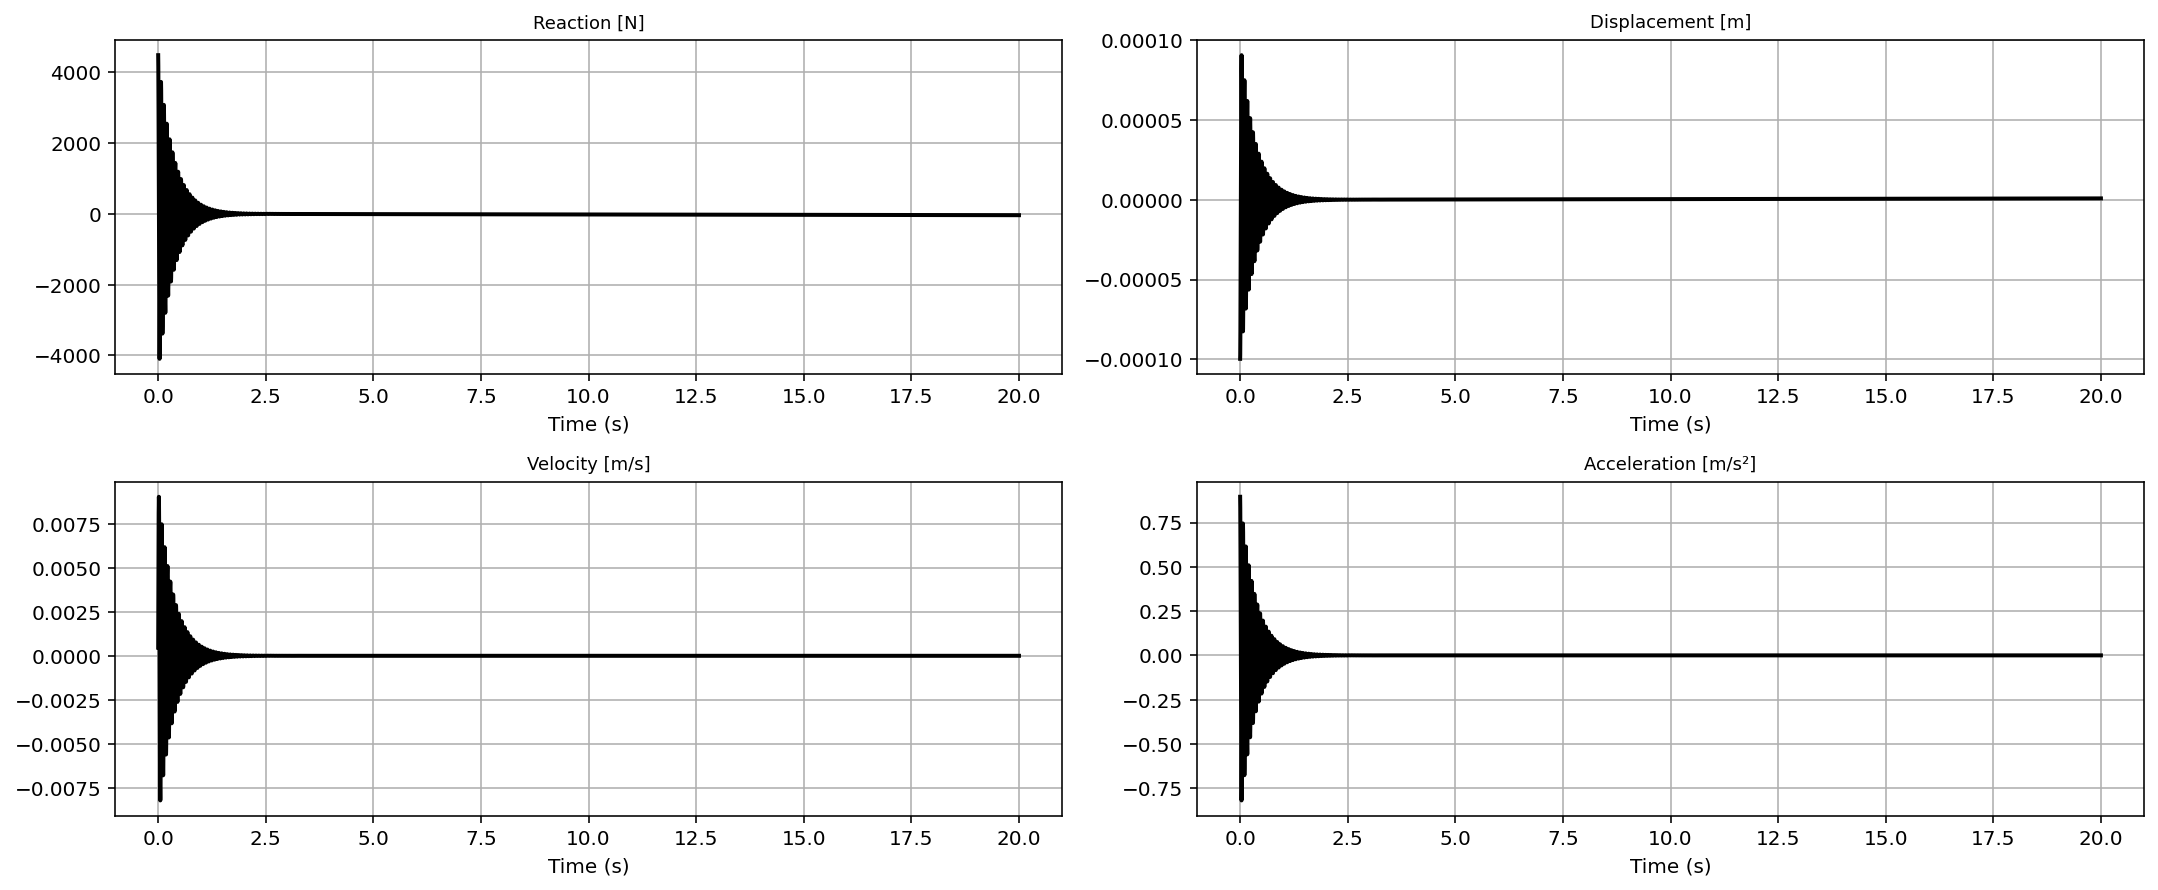 Reaction [N]
4000
2000
0
−2000
−4000
0.0 2.5 5.0 7.5 10.0 12.5 15.0 17.5 20.0
Time (s)
Displacement [m]
0.00010
0.00005
0.00000
−0.00005
−0.00010
0.0 2.5 5.0 7.5 10.0 12.5 15.0 17.5 20.0
Time (s)
Velocity [m/s]
0.0075
0.0050
0.0025
0.0000
−0.0025
−0.0050
−0.0075
0.0 2.5 5.0 7.5 10.0 12.5 15.0 17.5 20.0
Time (s)
Acceleration [m/s²]
0.75
0.50
0.25
0.00
−0.25
−0.50
−0.75
0.0 2.5 5.0 7.5 10.0 12.5 15.0 17.5 20.0
Time (s)